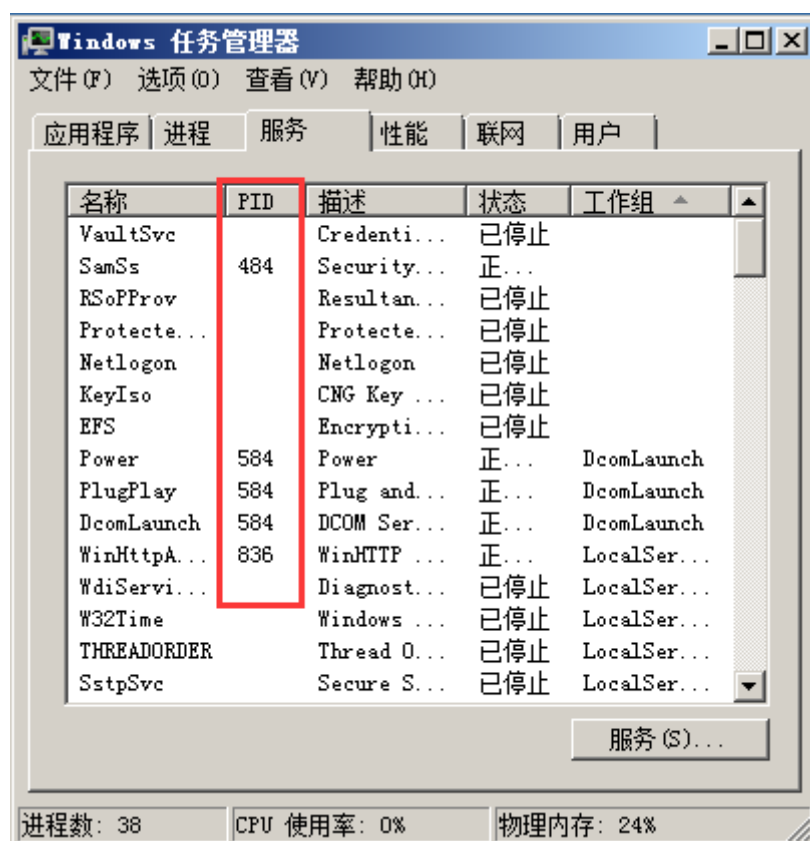 Windows 任务管理器
文件(F) 选项(O) 查看(V) 帮助(H)
应用程序 进程 服务 性能 联网 用户
名称 PID 描述 状态 工作组
VaultSvc Credenti... 已停止
SamSs 484 Security... 正...
RSoPProv Resultan... 已停止
Protecte... Protecte... 已停止
Netlogon Netlogon 已停止
KeyIso CNG Key ... 已停止
EFS Encrypti... 已停止
Power 584 Power 正... DcomLaunch
PlugPlay 584 Plug and... 正... DcomLaunch
DcomLaunch 584 DCOM Ser... 正... DcomLaunch
WinHttpA... 836 WinHTTP ... 正... LocalSer...
WdiServi... Diagnost... 已停止 LocalSer...
W32Time Windows ... 已停止 LocalSer...
THREADORDER Thread O... 已停止 LocalSer...
SstpSvc Secure S... 已停止 LocalSer...
服务(S)...
进程数: 38 CPU 使用率: 0% 物理内存: 24%